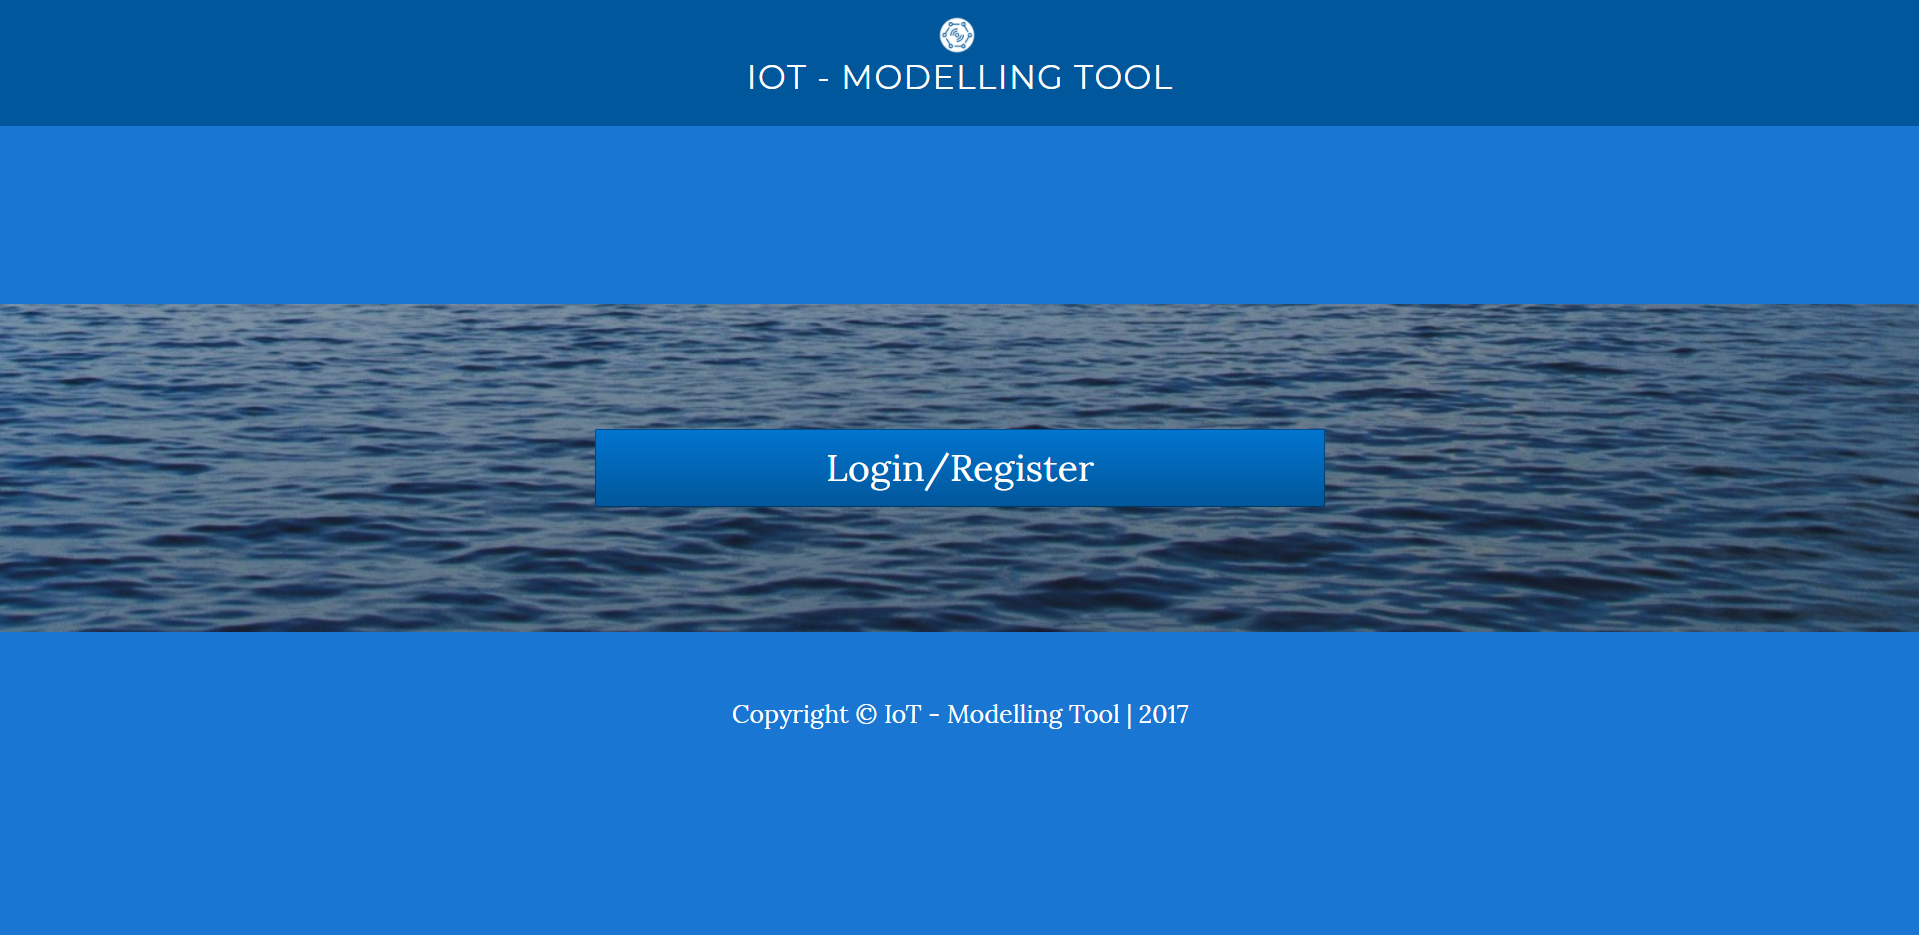 IOT - MODELLING TOOL
Login/Register
Copyright © IoT - Modelling Tool | 2017